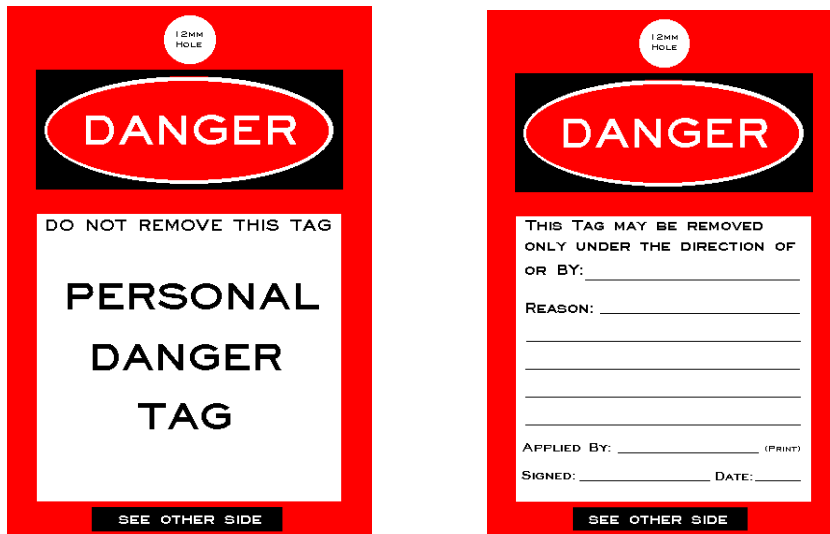 12mm
Hole
DANGER
DO NOT REMOVE THIS TAG
PERSONAL
DANGER
TAG
SEE OTHER SIDE
12mm
Hole
DANGER
This Tag may be removed
only under the direction of
or BY:
Reason:
Applied By: (Print)
Signed: Date:
SEE OTHER SIDE